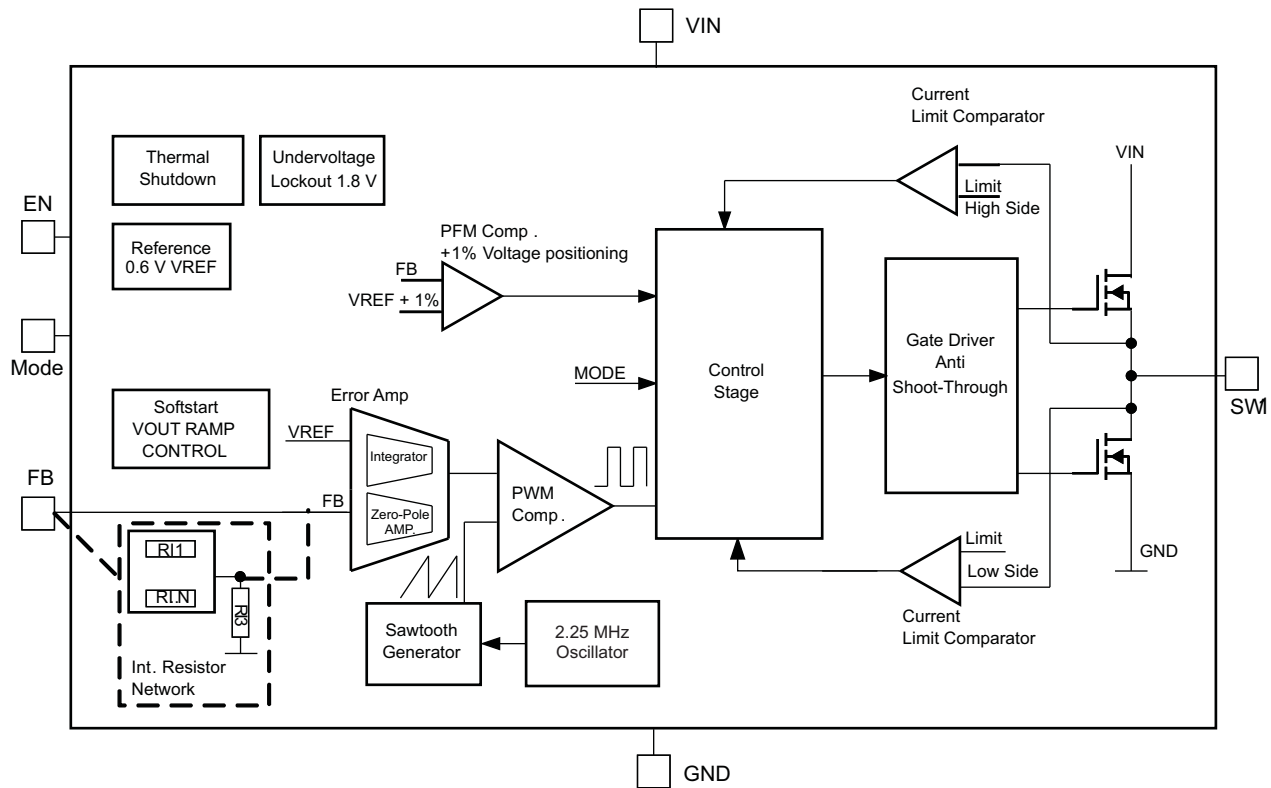 VIN
Current
Limit Comparator
Thermal
Shutdown
Undervoltage
Lockout 1.8 V
VIN
Limit
High Side
EN
Reference
0.6 V VREF
PFM Comp .
+1% Voltage positioning
FB
VREF + 1%
Mode
Gate Driver
Anti
Shoot-Through
MODE
Control
Stage
SW1
Softstart
VOUT RAMP
CONTROL
Error Amp
VREF
Integrator
FB
FB
Zero-Pole
AMP.
PWM
Comp .
Limit
Low Side
GND
RI1
RI..N
RI3
Current
Limit Comparator
Sawtooth
Generator
2.25 MHz
Oscillator
Int. Resistor
Network
GND